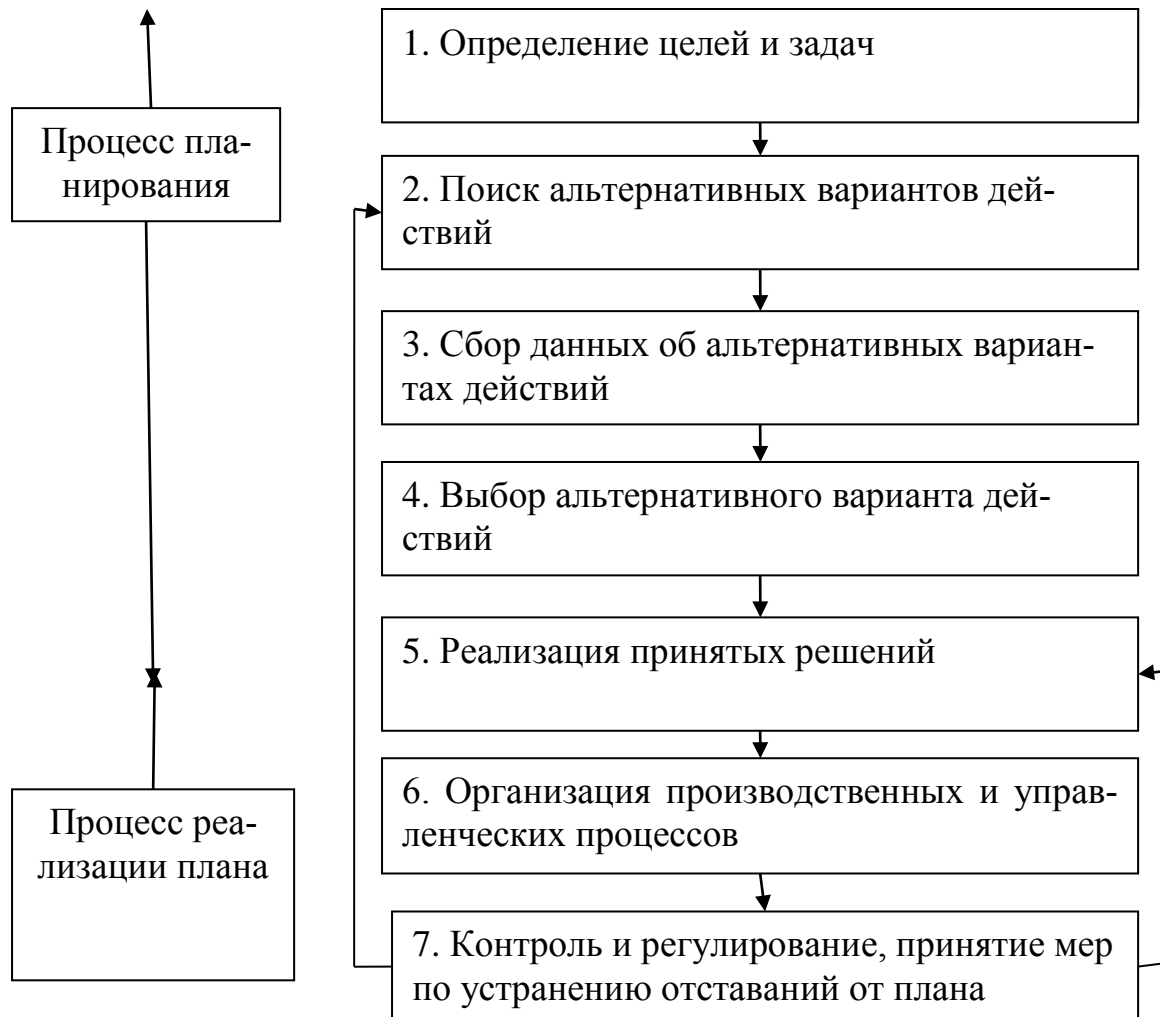 1. Определение целей и задач
Процесс пла-
нирования
2. Поиск альтернативных вариантов дей-
ствий
3. Сбор данных об альтернативных вариан-
тах действий
4. Выбор альтернативного варианта дей-
ствий
5. Реализация принятых решений
6. Организация производственных и управ-
ленческих процессов
Процесс реа-
лизации плана
7. Контроль и регулирование, принятие мер
по устранению отставаний от плана